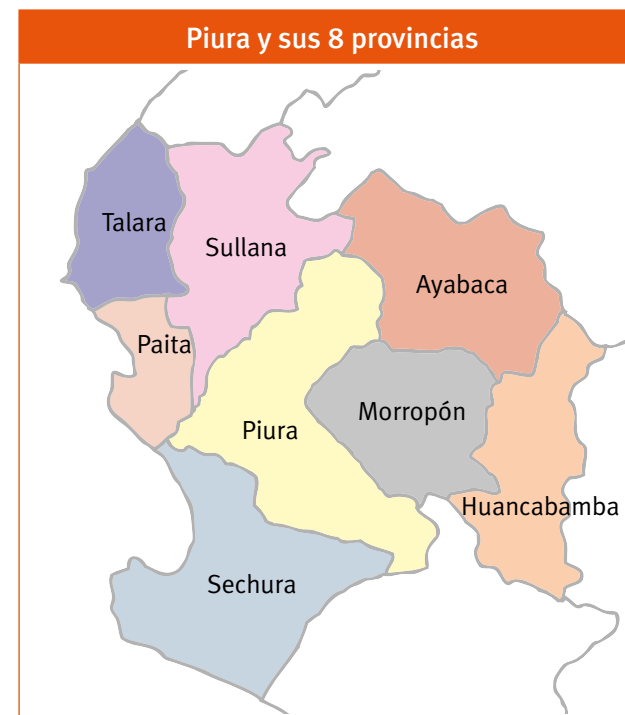 Piura y sus 8 provincias
Talara
Sullana
Ayabaca
Paita
Morropón
Piura
Huancabamba
Sechura